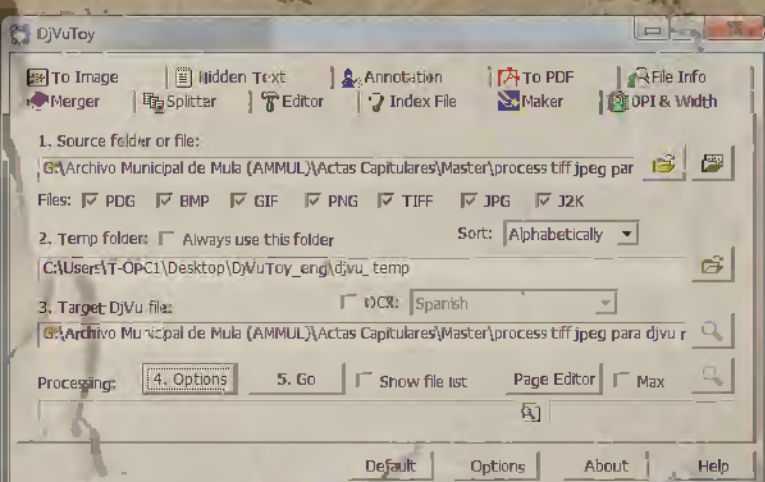 DjVuToy
To Image Hidden Text Annotation To PDF File Info
Merger Splitter Editor Index File Maker DPI & Width
1. Source folder or file:
G:\Archivo Municipal de Mula (AMMUL)\Actas Capitulares\Master\process tiff jpeg par
Files: PDG BMP GIF PNG TIFF JPG J2K
2. Temp folder: Always use this folder Sort: Alphabetically
C:\Users\T-OPC1\Desktop\DjVuToy_eng\djvu_temp
3. Target DjVu file: OCR: Spanish
G:\Archivo Municipal de Mula (AMMUL)\Actas Capitulares\Master\process tiff jpeg para djvu r
Processing: 4. Options 5. Go Show file list Page Editor Max
Default Options About Help